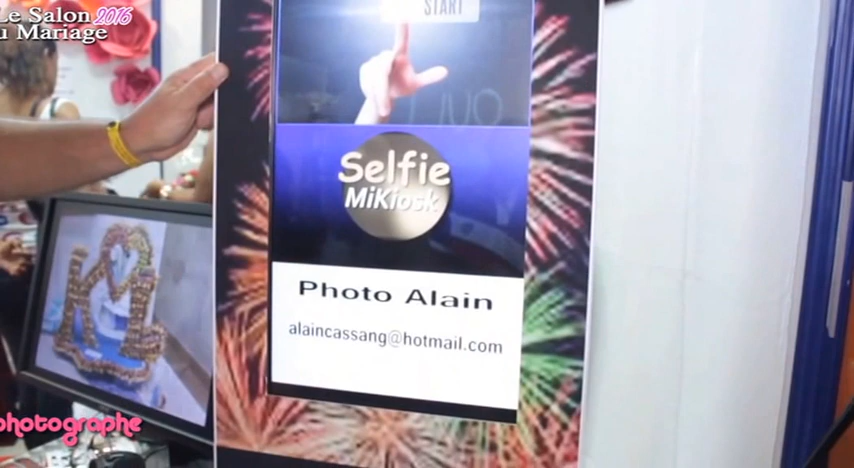 Le Salon 2016
u Mariage
START
Selfie
MiKiosk
Photo Alain
alaincassang@hotmail.com
photographe